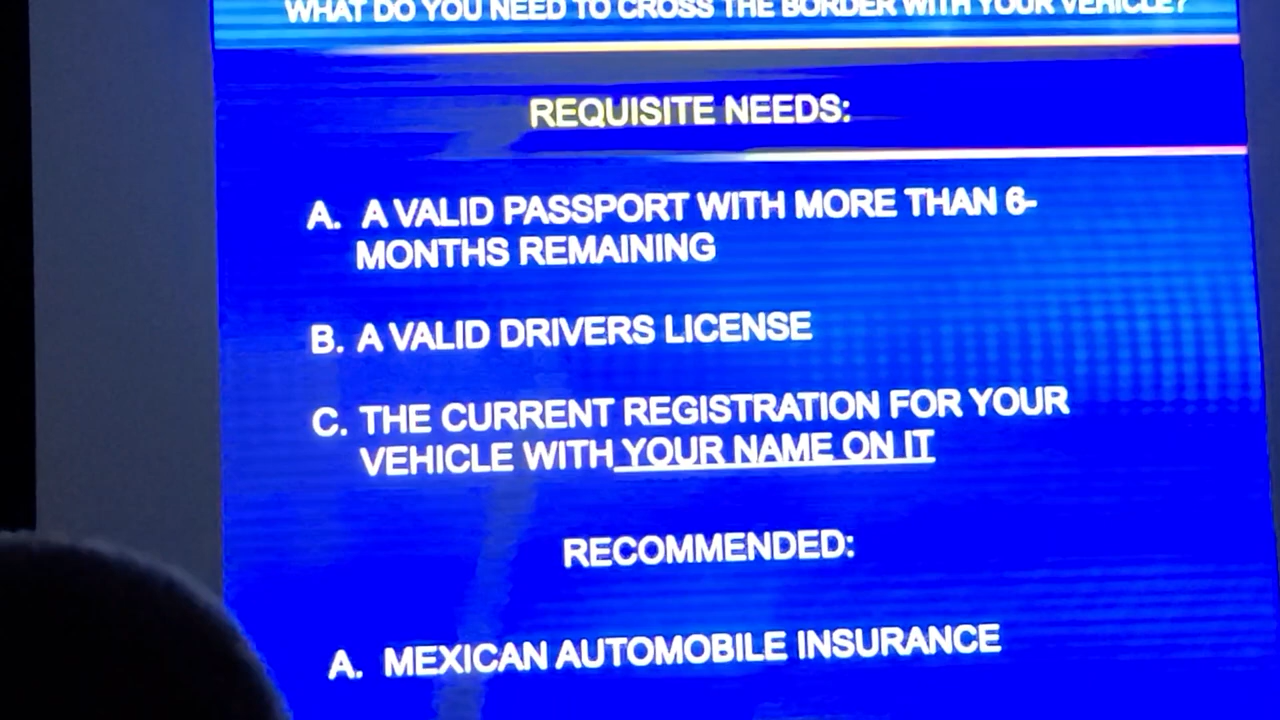 WHAT DO YOU NEED TO CROSS THE BORDER WITH YOUR VEHICLE?
REQUISITE NEEDS:
A. A VALID PASSPORT WITH MORE THAN 6-
MONTHS REMAINING
B. A VALID DRIVERS LICENSE
C. THE CURRENT REGISTRATION FOR YOUR
VEHICLE WITH YOUR NAME ON IT
RECOMMENDED:
A. MEXICAN AUTOMOBILE INSURANCE